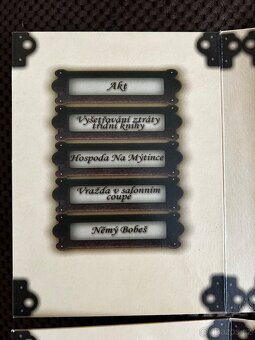 Akt
Vyšetřování ztráty
třídní knihy
Hospoda Na Mýtince
Vražda v salonním
coupé
Němý Bobeš